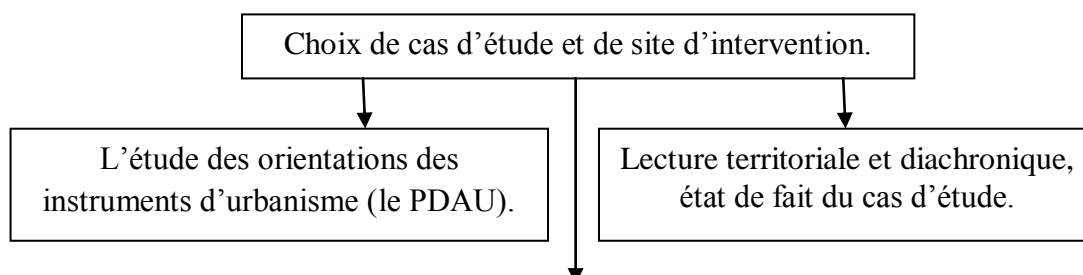 Choix de cas d’étude et de site d’intervention.
L’étude des orientations des
instruments d’urbanisme (le PDAU).
Lecture territoriale et diachronique,
état de fait du cas d’étude.